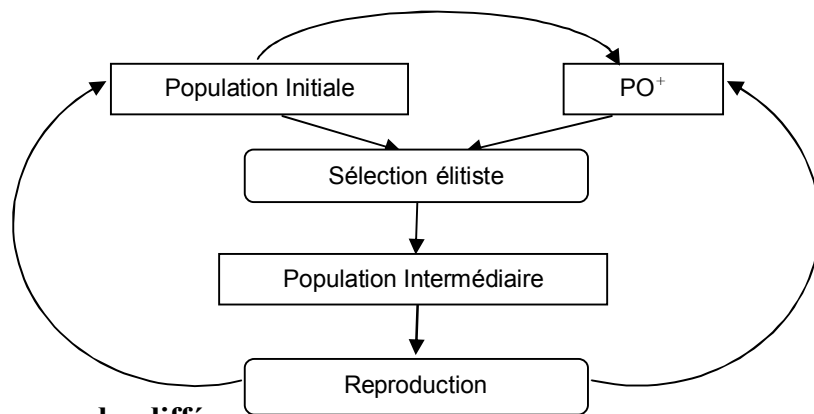 Population Initiale
PO⁺
Sélection élitiste
Population Intermédiaire
Reproduction